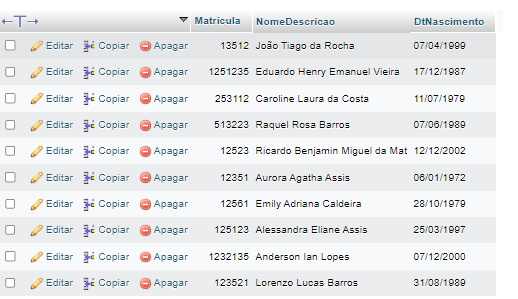 Matricula NomeDescricao DtNascimento
Editar Copiar Apagar 13512 João Tiago da Rocha 07/04/1999
Editar Copiar Apagar 1251235 Eduardo Henry Emanuel Vieira 17/12/1987
Editar Copiar Apagar 253112 Caroline Laura da Costa 11/07/1979
Editar Copiar Apagar 513223 Raquel Rosa Barros 07/06/1989
Editar Copiar Apagar 12523 Ricardo Benjamin Miguel da Mat 12/12/2002
Editar Copiar Apagar 12351 Aurora Agatha Assis 06/01/1972
Editar Copiar Apagar 12561 Emily Adriana Caldeira 28/10/1979
Editar Copiar Apagar 125123 Alessandra Eliane Assis 25/03/1997
Editar Copiar Apagar 1232135 Anderson Ian Lopes 07/12/2000
Editar Copiar Apagar 123521 Lorenzo Lucas Barros 31/08/1989